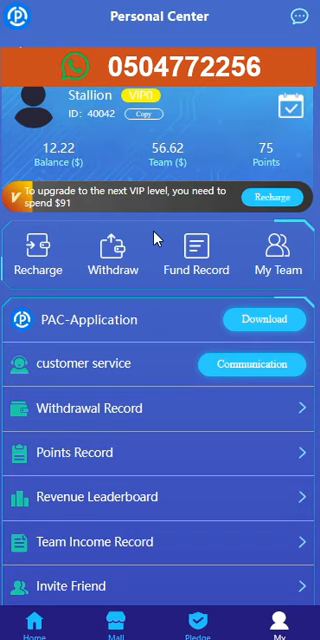 Personal Center
0504772256
Stallion VIP0
ID: 40042 Copy
12.22 56.62 75
Balance ($) Team ($) Points
To upgrade to the next VIP level, you need to
spend $91
Recharge
Recharge Withdraw Fund Record My Team
PAC-Application Download
customer service Communication
Withdrawal Record
Points Record
Revenue Leaderboard
Team Income Record
Invite Friend
Home Mall Pledge My